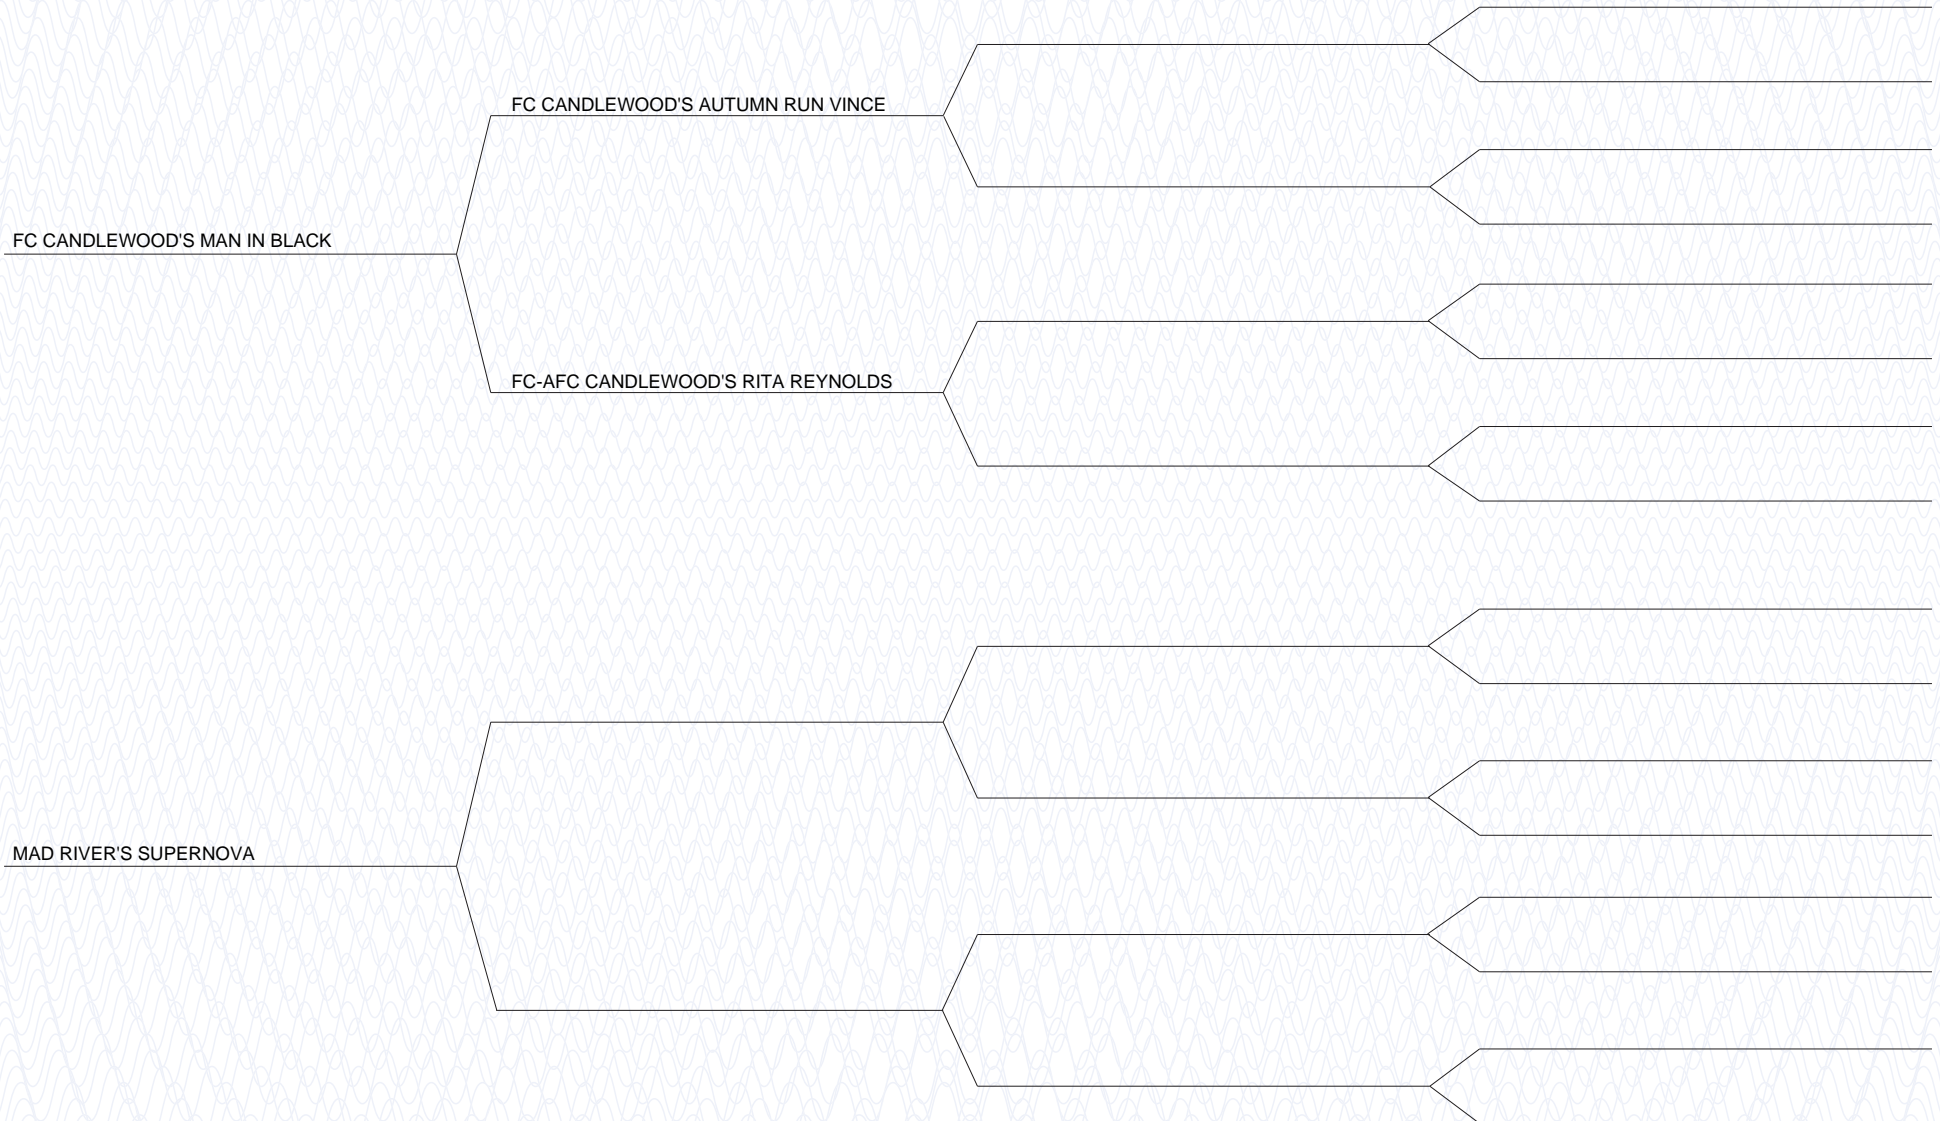 FC CANDLEWOOD'S AUTUMN RUN VINCE
FC CANDLEWOOD'S MAN IN BLACK
FC-AFC CANDLEWOOD'S RITA REYNOLDS
MAD RIVER'S SUPERNOVA